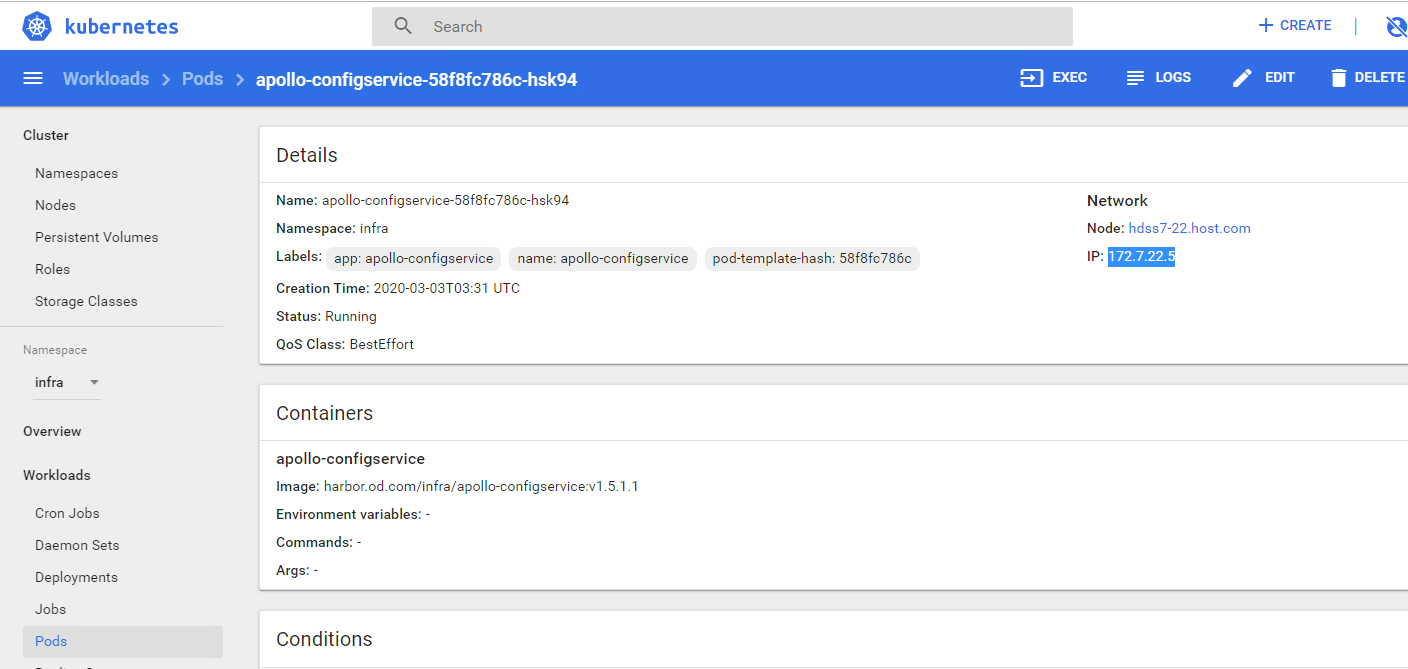 kubernetes
Search
CREATE
Workloads Pods apollo-configservice-58f8fc786c-hsk94
EXEC LOGS EDIT DELETE
Cluster
Namespaces
Nodes
Persistent Volumes
Roles
Storage Classes
Namespace
infra
Overview
Workloads
Cron Jobs
Daemon Sets
Deployments
Jobs
Pods
Details
Name: apollo-configservice-58f8fc786c-hsk94
Namespace: infra
Labels: app: apollo-configservice name: apollo-configservice pod-template-hash: 58f8fc786c
Creation Time: 2020-03-03T03:31 UTC
Status: Running
QoS Class: BestEffort
Network
Node: hdss7-22.host.com
IP: 172.7.22.5
Containers
apollo-configservice
Image: harbor.od.com/infra/apollo-configservice:v1.5.1.1
Environment variables: -
Commands: -
Args: -
Conditions